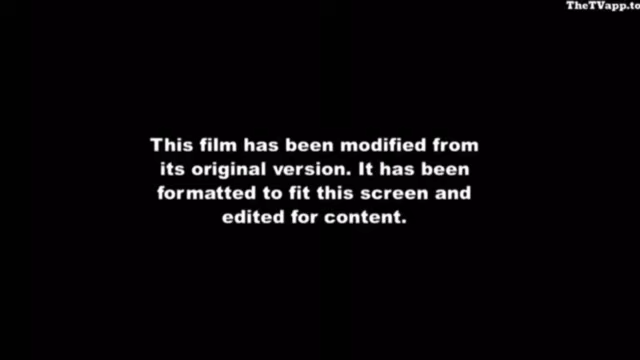 TheTVapp.to
This film has been modified from
its original version. It has been
formatted to fit this screen and
edited for content.